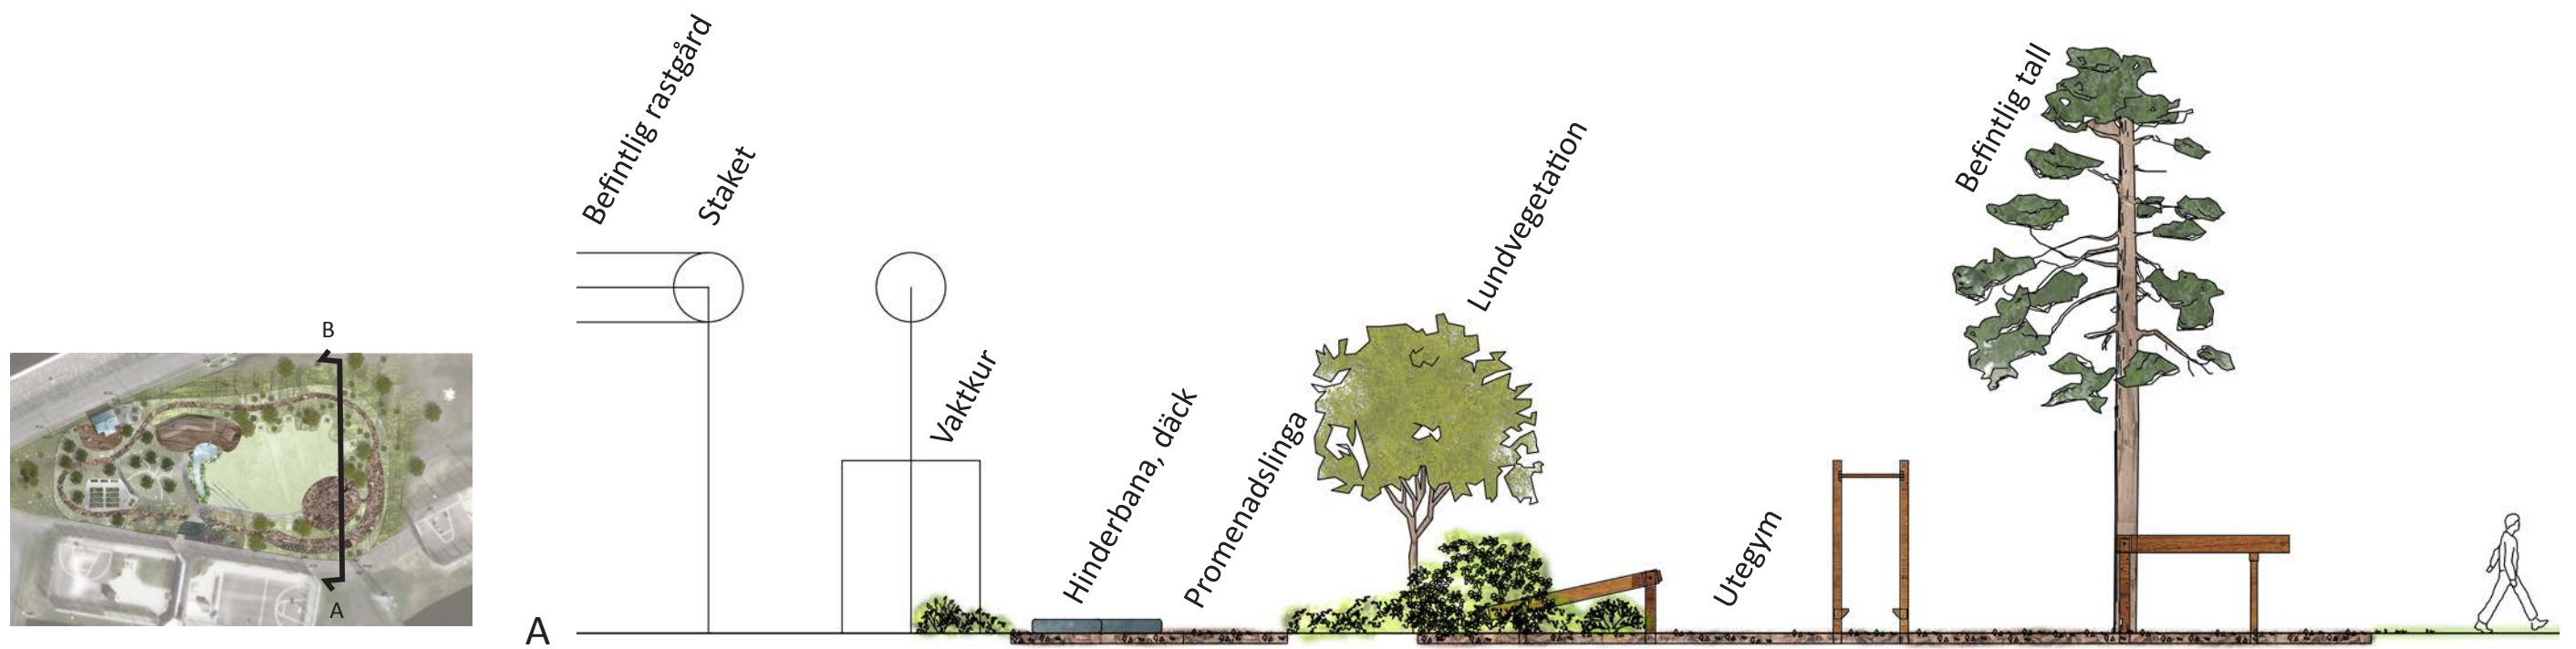 Befintlig rastgård
Staket
Vaktkur
Hinderbana, däck
Promenadslinga
Lundvegetation
Utegym
Befintlig tall
B
A
A